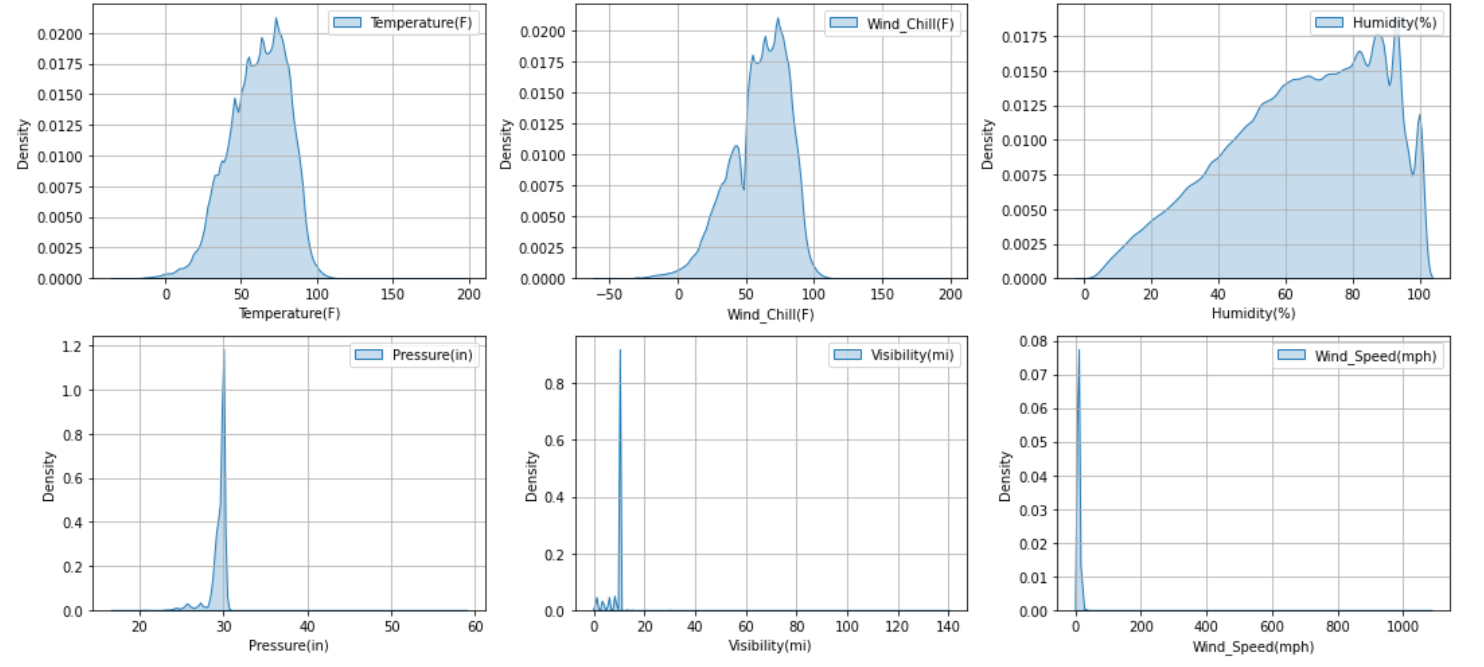 Temperature(F)
0.0200
0.0175
0.0150
0.0125
0.0100
0.0075
0.0050
0.0025
0.0000
Density
0 50 100 150 200
Temperature(F)
Wind_Chill(F)
0.0200
0.0175
0.0150
0.0125
0.0100
0.0075
0.0050
0.0025
0.0000
Density
−50 0 50 100 150 200
Wind_Chill(F)
Humidity(%)
0.0175
0.0150
0.0125
0.0100
0.0075
0.0050
0.0025
0.0000
Density
0 20 40 60 80 100
Humidity(%)
Pressure(in)
1.2
1.0
0.8
0.6
0.4
0.2
0.0
Density
20 30 40 50 60
Pressure(in)
Visibility(mi)
0.8
0.6
0.4
0.2
0.0
Density
0 20 40 60 80 100 120 140
Visibility(mi)
Wind_Speed(mph)
0.08
0.07
0.06
0.05
0.04
0.03
0.02
0.01
0.00
Density
0 200 400 600 800 1000
Wind_Speed(mph)